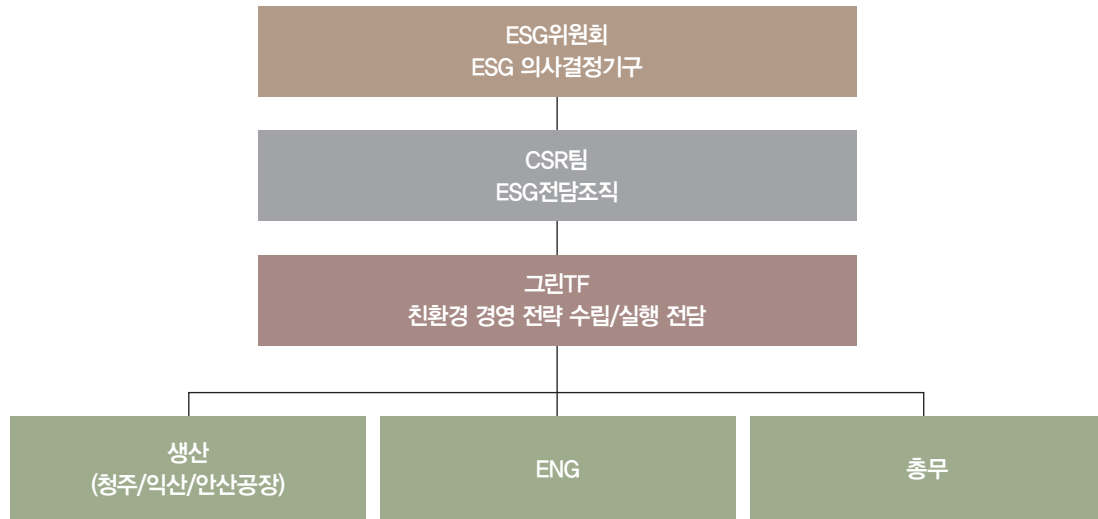 ESG위원회
ESG 의사결정기구
CSR팀
ESG전담조직
그린TF
친환경 경영 전략 수립/실행 전담
생산
(청주/익산/안산공장)
ENG
총무